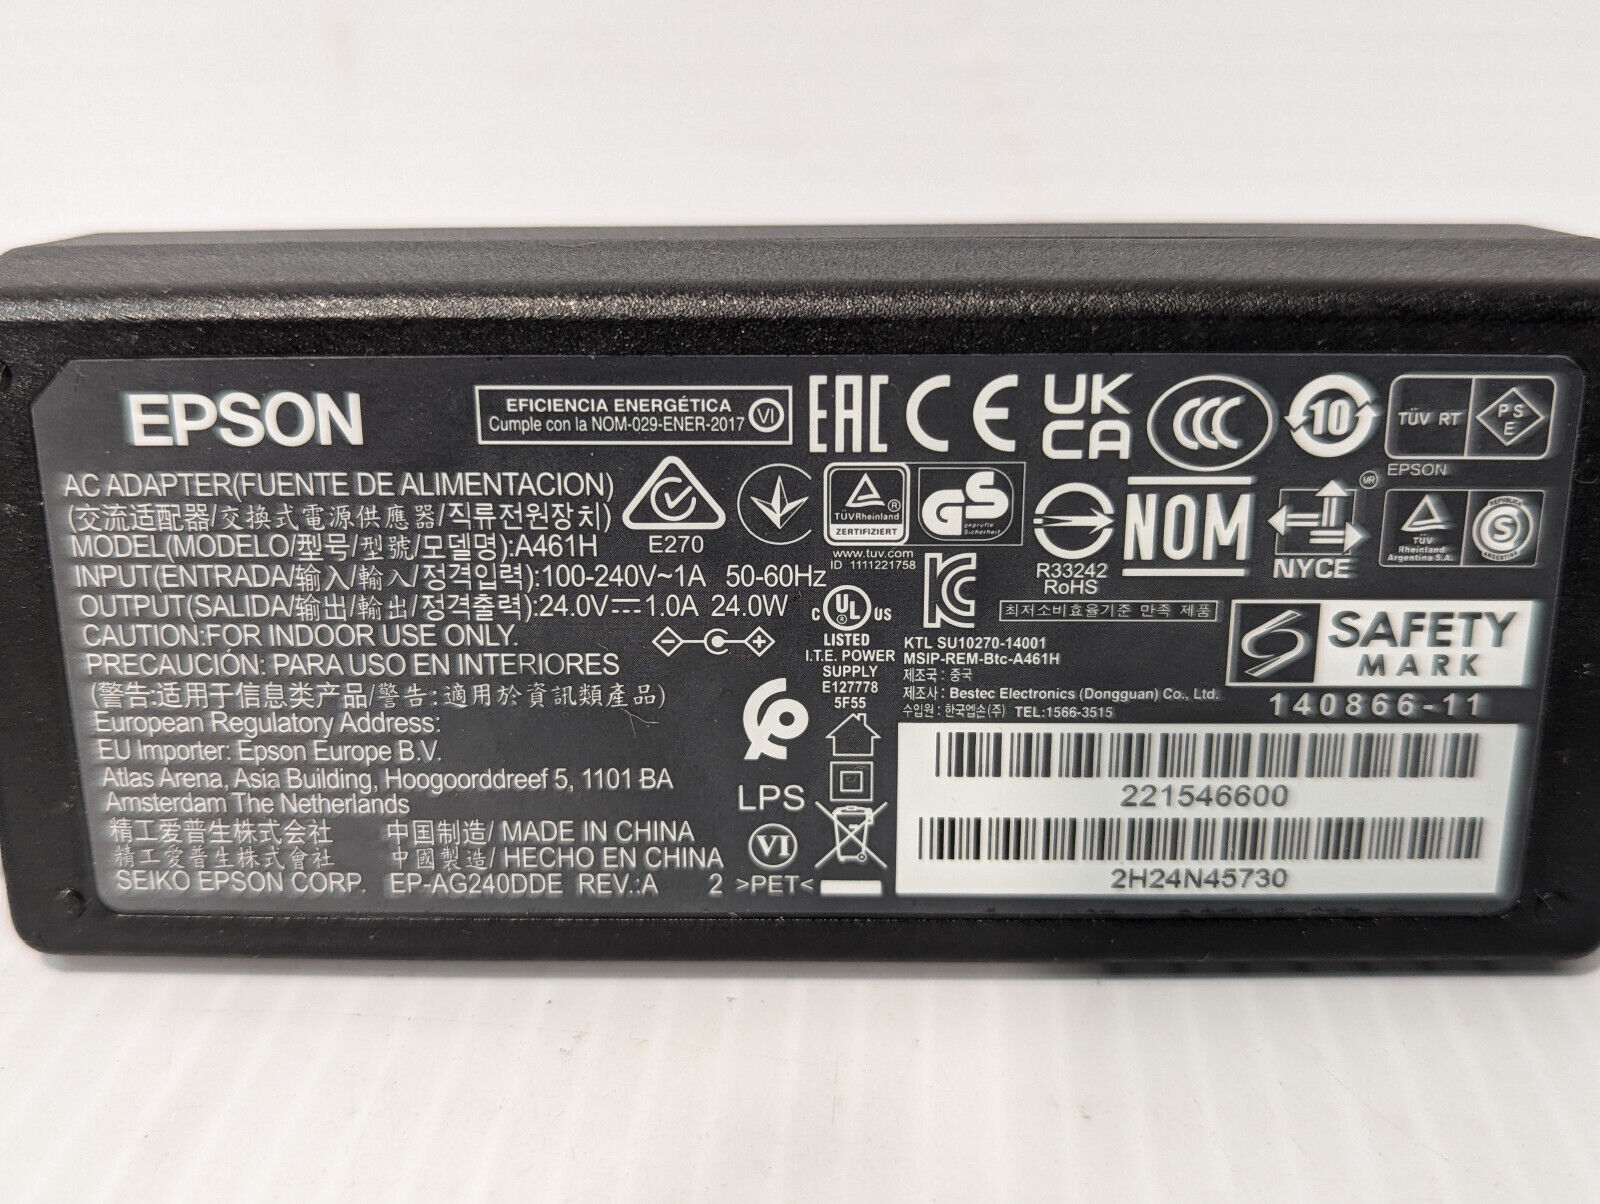 EPSON
EFICIENCIA ENERGÉTICA
Cumple con la NOM-029-ENER-2017
VI
EAC
CE
UK
CA
CCC
10
TÜV RT
PS
E
EPSON
AC ADAPTER(FUENTE DE ALIMENTACION)
(交流适配器/交換式電源供應器/직류전원장치)
MODEL(MODELO/型号/型號/모델명):A461H
INPUT(ENTRADA/输入/輸入/정격입력):100-240V~1A 50-60Hz
OUTPUT(SALIDA/输出/輸出/정격출력):24.0V⎓1.0A 24.0W
CAUTION:FOR INDOOR USE ONLY.
PRECAUCIÓN: PARA USO EN INTERIORES
(警告:适用于信息类产品/警告:適用於資訊類產品)
European Regulatory Address:
EU Importer: Epson Europe B.V.
Atlas Arena, Asia Building, Hoogoorddreef 5, 1101 BA
Amsterdam The Netherlands
精工爱普生株式会社 中国制造/ MADE IN CHINA
精工愛普生株式會社 中國製造/ HECHO EN CHINA
SEIKO EPSON CORP. EP-AG240DDE REV.:A 2 >PET<
E270
TÜVRheinland
ZERTIFIZIERT
GS
geprüfte
Sicherheit
www.tuv.com
ID 1111221758
R33242
RoHS
NOM
MR
NYCE
TÜV
Rheinland
Argentina S.A.
S
ARGENTINA
C UL US
LISTED
I.T.E. POWER
SUPPLY
E127778
5F55
최저소비효율기준 만족 제품
KTL SU10270-14001
MSIP-REM-Btc-A461H
제조국 : 중국
제조사 : Bestec Electronics (Dongguan) Co., Ltd.
수입원 : 한국엡손(주) TEL:1566-3515
SAFETY
MARK
140866-11
LPS
VI
221546600
2H24N45730